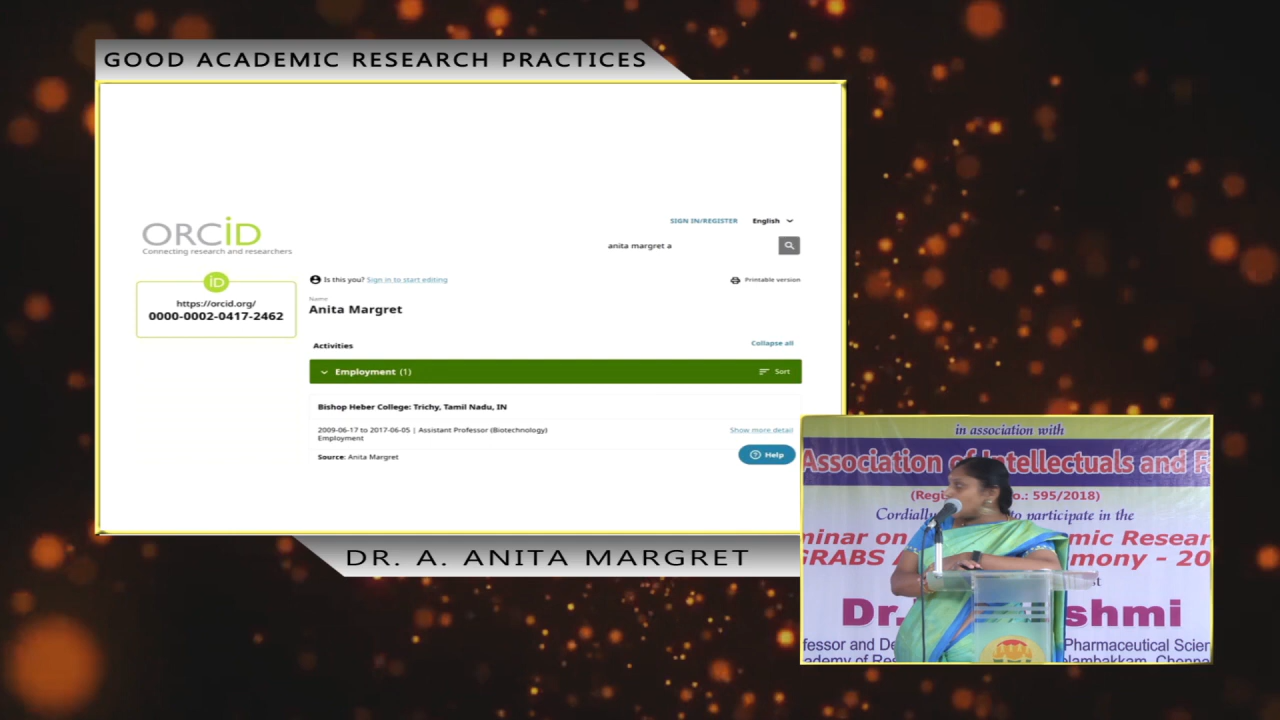 GOOD ACADEMIC RESEARCH PRACTICES
ORCiD
Connecting research and researchers
SIGN IN/REGISTER English
anita margret a
iD
https://orcid.org/
0000-0002-0417-2462
Is this you? Sign in to start editing
Printable version
Name
Anita Margret
Activities
Collapse all
Employment (1)
Sort
Bishop Heber College: Trichy, Tamil Nadu, IN
2009-06-17 to 2017-06-05 | Assistant Professor (Biotechnology)
Employment
Show more detail
Source: Anita Margret
Help
DR. A. ANITA MARGRET
in association with
Association of Intellectuals and
(Regi o.: 595/2018)
Cordially to participate in the
minar on mic Resear
GRABS mony - 20
Dr. shmi
fessor and De Pharmaceutical Scien
ademy of Res elambakkam, Chenna